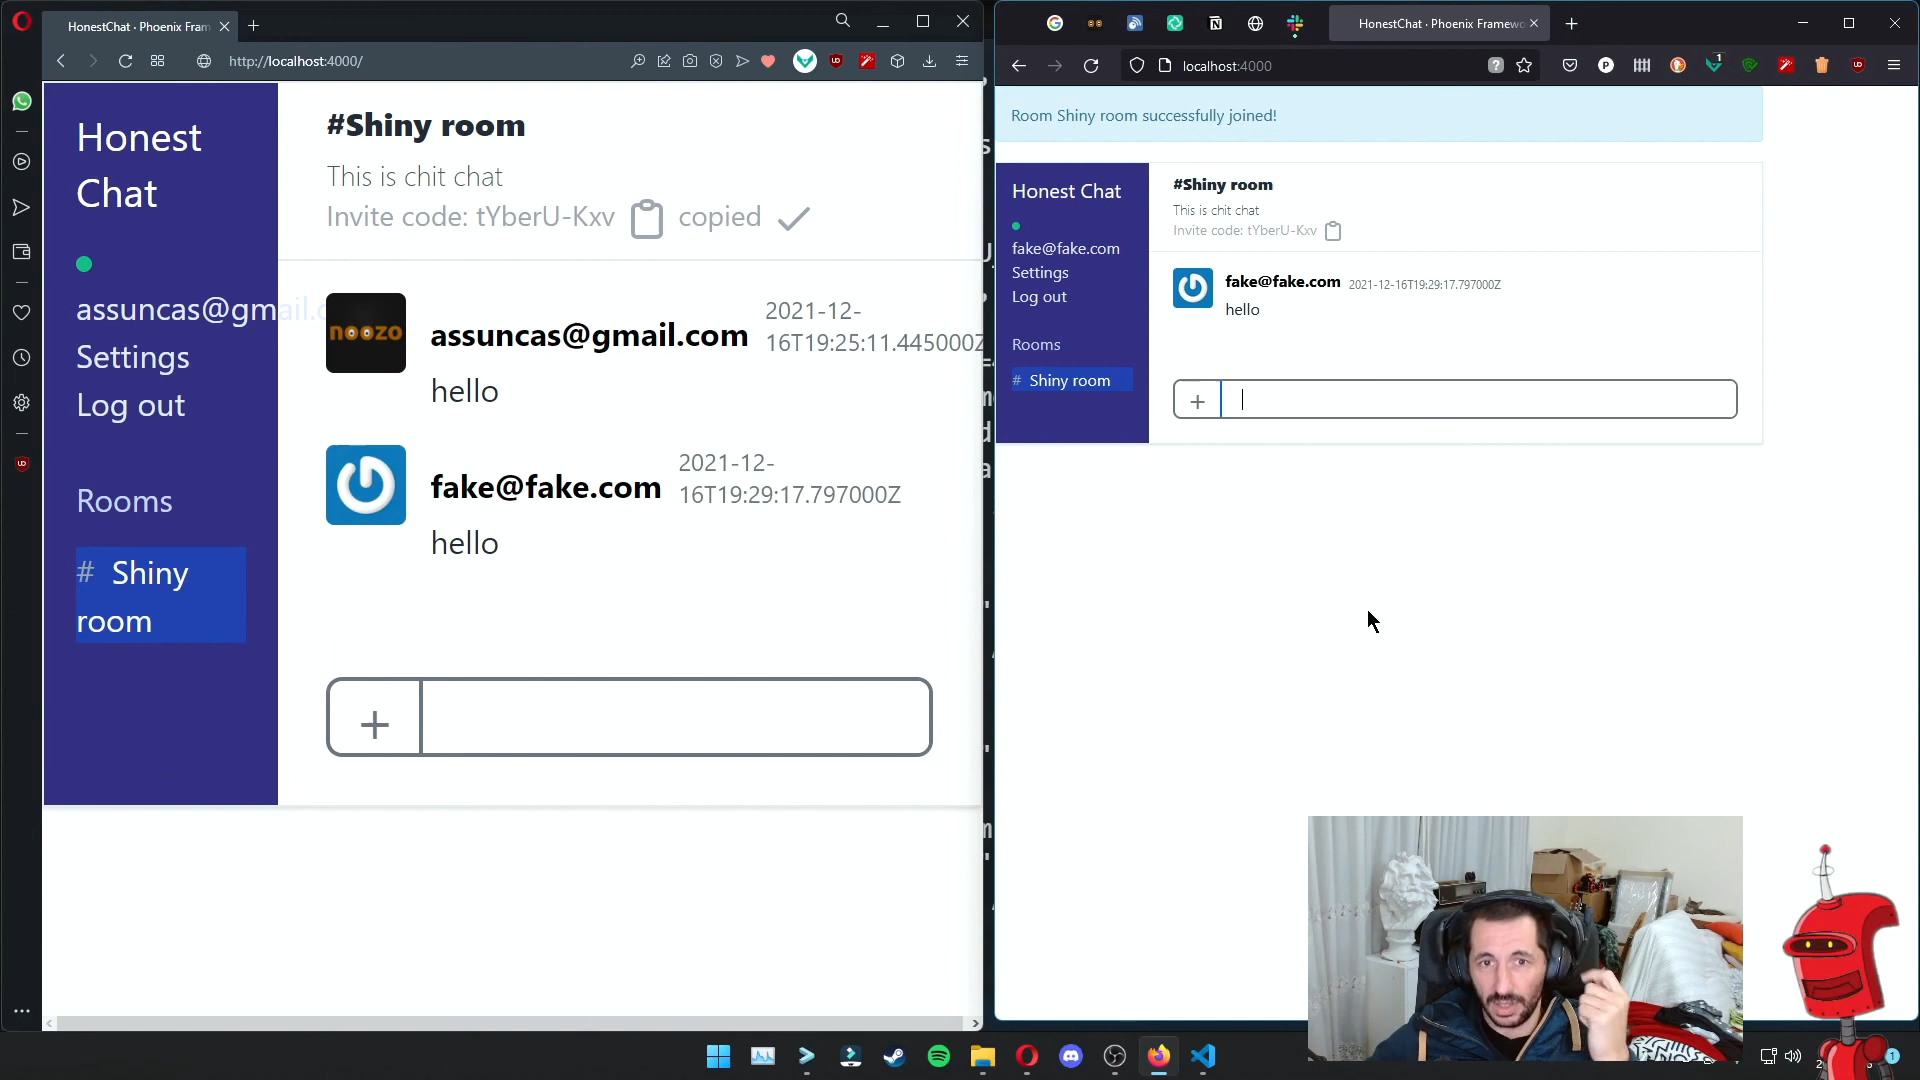 HonestChat · Phoenix Fram
http://localhost:4000/
Honest
Chat
assuncas@gmail.c
Settings
Log out
Rooms
# Shiny
room
#Shiny room
This is chit chat
Invite code: tYberU-Kxv copied
noozo
assuncas@gmail.com
2021-12-
16T19:25:11.445000Z
hello
fake@fake.com
2021-12-
16T19:29:17.797000Z
hello
+
HonestChat · Phoenix Framewo
localhost:4000
Room Shiny room successfully joined!
Honest Chat
fake@fake.com
Settings
Log out
Rooms
# Shiny room
#Shiny room
This is chit chat
Invite code: tYberU-Kxv
fake@fake.com 2021-12-16T19:29:17.797000Z
hello
+